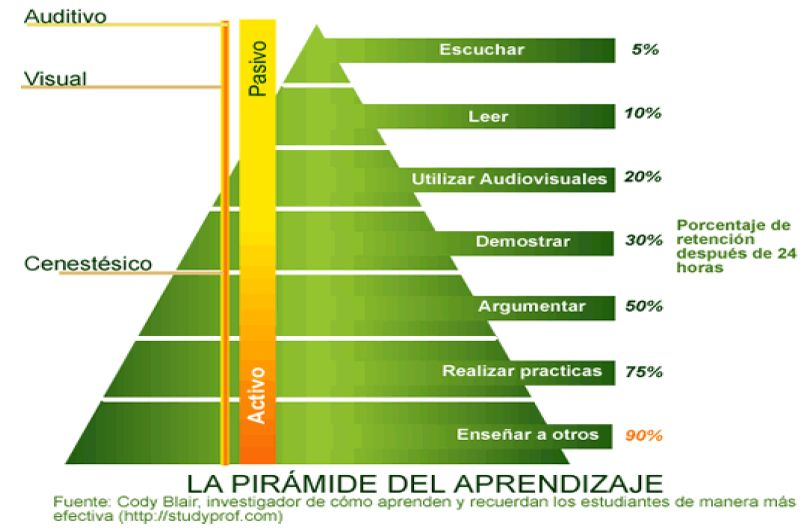 Auditivo
Visual
Cenestésico
Pasivo
Activo
Escuchar 5%
Leer 10%
Utilizar Audiovisuales 20%
Demostrar 30%
Argumentar 50%
Realizar practicas 75%
Enseñar a otros 90%
Porcentaje de
retención
después de 24
horas
LA PIRÁMIDE DEL APRENDIZAJE
Fuente: Cody Blair, investigador de cómo aprenden y recuerdan los estudiantes de manera más
efectiva (http://studyprof.com)